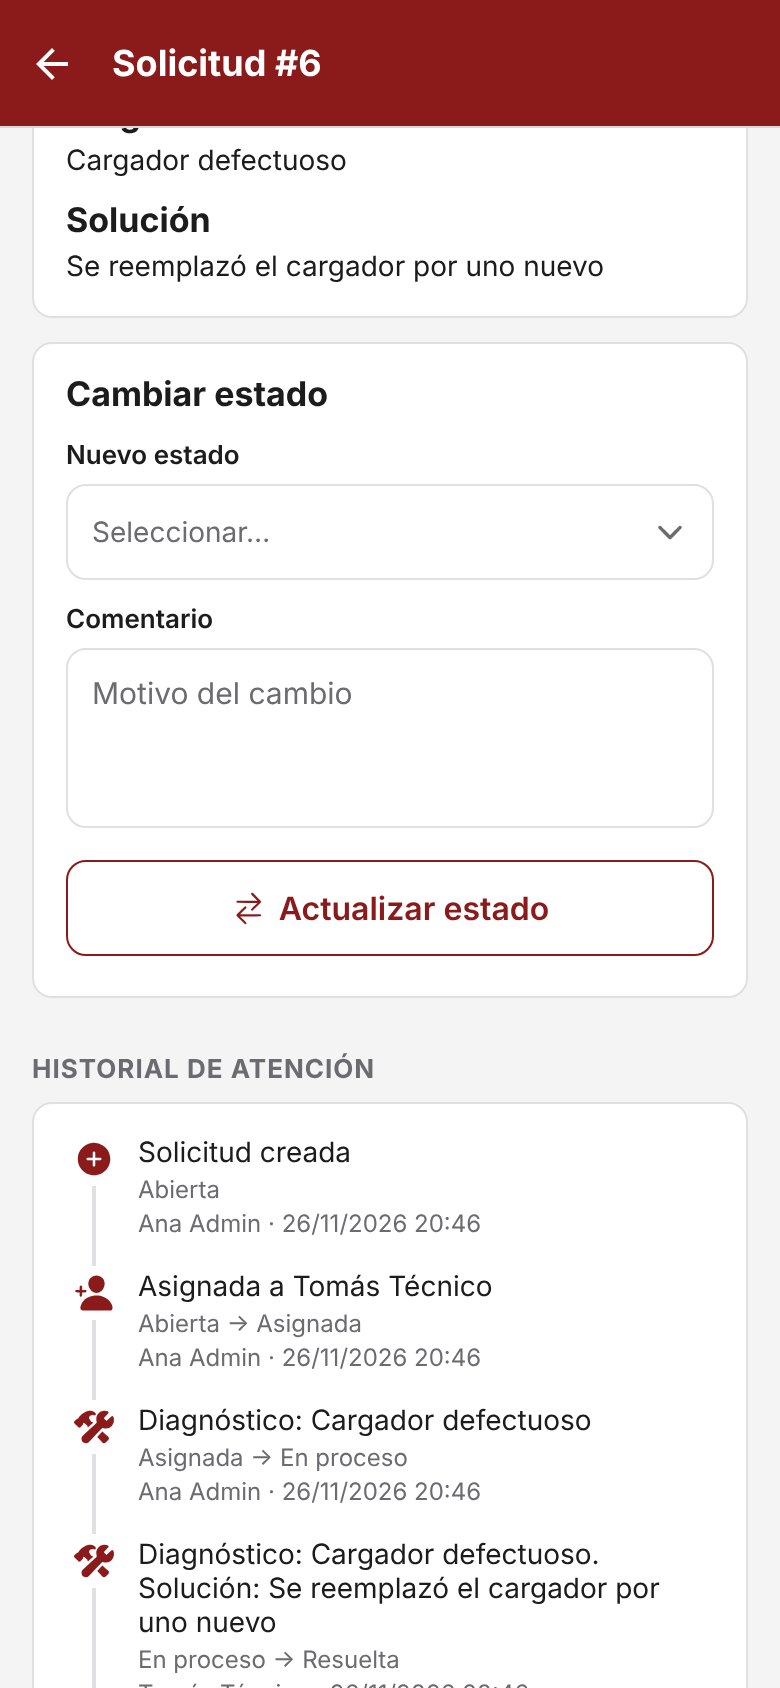 Solicitud #6
Cargador defectuoso
Solución
Se reemplazó el cargador por uno nuevo
Cambiar estado
Nuevo estado
Seleccionar...
Comentario
Motivo del cambio
Actualizar estado
HISTORIAL DE ATENCIÓN
Solicitud creada
Abierta
Ana Admin · 26/11/2026 20:46
Asignada a Tomás Técnico
Abierta → Asignada
Ana Admin · 26/11/2026 20:46
Diagnóstico: Cargador defectuoso
Asignada → En proceso
Ana Admin · 26/11/2026 20:46
Diagnóstico: Cargador defectuoso.
Solución: Se reemplazó el cargador por
uno nuevo
En proceso → Resuelta